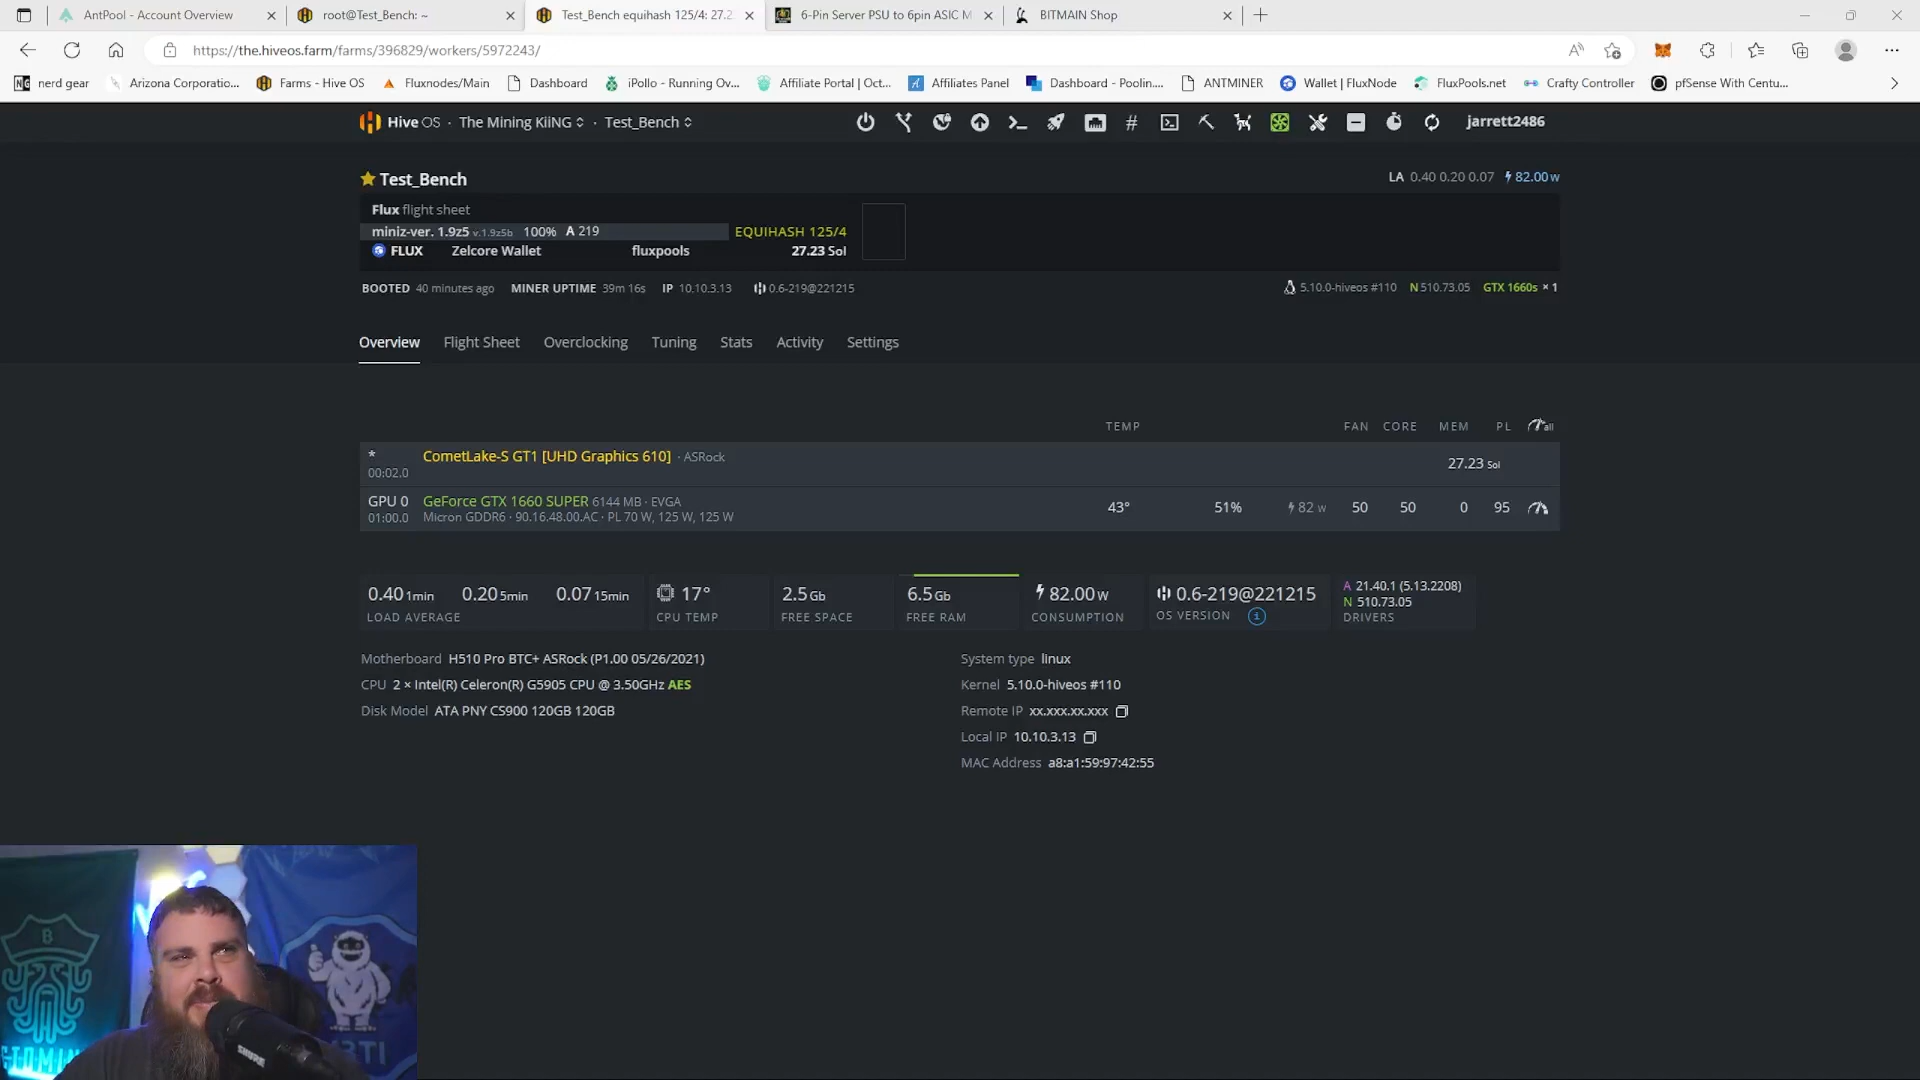 AntPool - Account Overview
root@Test_Bench: ~
Test_Bench equihash 125/4: 27.2
6-Pin Server PSU to 6pin ASIC M
BITMAIN Shop
https://the.hiveos.farm/farms/396829/workers/5972243/
nerd gear
Arizona Corporatio...
Farms - Hive OS
Fluxnodes/Main
Dashboard
iPollo - Running Ov...
Affiliate Portal | Oct...
Affiliates Panel
Dashboard - Poolin....
ANTMINER
Wallet | FluxNode
FluxPools.net
Crafty Controller
pfSense With Centu...
Hive OS · The Mining KiiNG · Test_Bench
jarrett2486
Test_Bench
LA 0.40 0.20 0.07 82.00 w
Flux flight sheet
miniz-ver. 1.9z5 v.1.9z5b 100% A 219 EQUIHASH 125/4
FLUX Zelcore Wallet fluxpools 27.23 Sol
BOOTED 40 minutes ago MINER UPTIME 39m 16s IP 10.10.3.13 0.6-219@221215
5.10.0-hiveos #110 N 510.73.05 GTX 1660s × 1
Overview Flight Sheet Overclocking Tuning Stats Activity Settings
TEMP FAN CORE MEM PL all
* CometLake-S GT1 [UHD Graphics 610] · ASRock 27.23 Sol
00:02.0
GPU 0 GeForce GTX 1660 SUPER 6144 MB · EVGA 43° 51% 82 w 50 50 0 95
01:00.0 Micron GDDR6 · 90.16.48.00.AC · PL 70 W, 125 W, 125 W
0.40 1min 0.20 5min 0.07 15min
LOAD AVERAGE
17°
CPU TEMP
2.5 Gb
FREE SPACE
6.5 Gb
FREE RAM
82.00 w
CONSUMPTION
0.6-219@221215
OS VERSION
A 21.40.1 (5.13.2208)
N 510.73.05
DRIVERS
Motherboard H510 Pro BTC+ ASRock (P1.00 05/26/2021)
CPU 2 × Intel(R) Celeron(R) G5905 CPU @ 3.50GHz AES
Disk Model ATA PNY CS900 120GB 120GB
System type linux
Kernel 5.10.0-hiveos #110
Remote IP xx.xxx.xx.xxx
Local IP 10.10.3.13
MAC Address a8:a1:59:97:42:55
SHURE